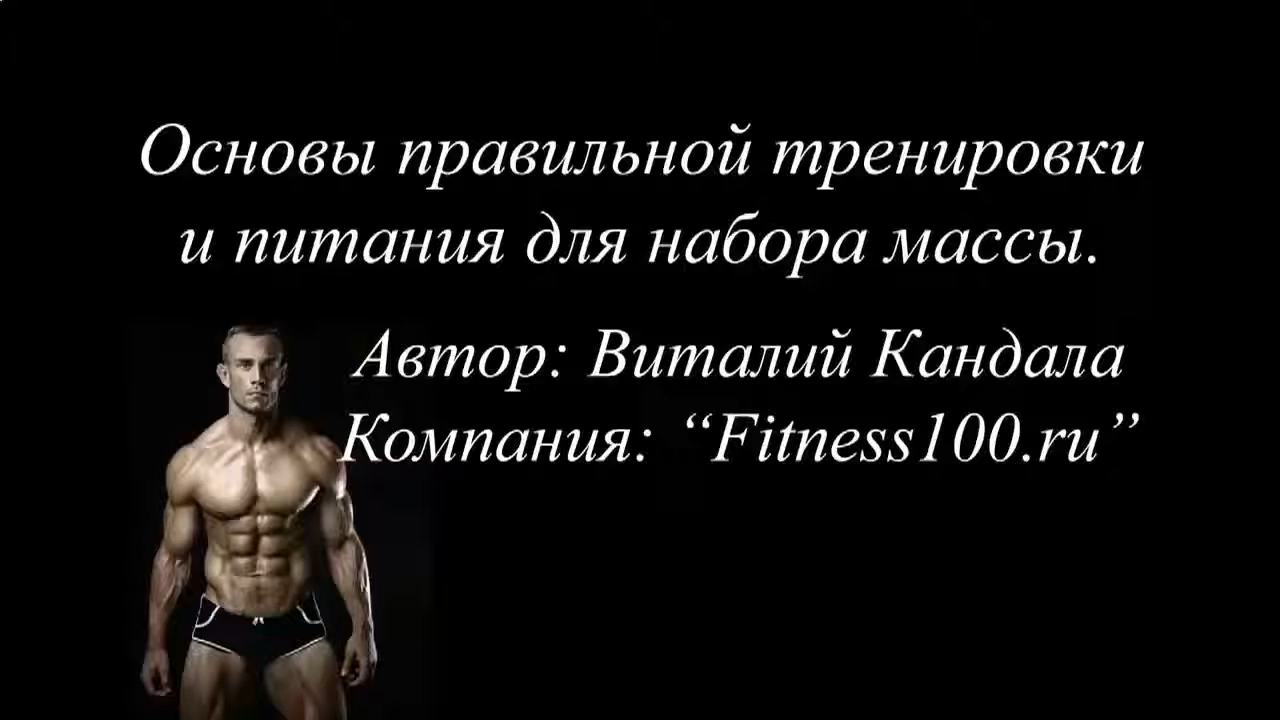 Основы правильной тренировки
и питания для набора массы.
Автор: Виталий Кандала
Компания: “Fitness100.ru”